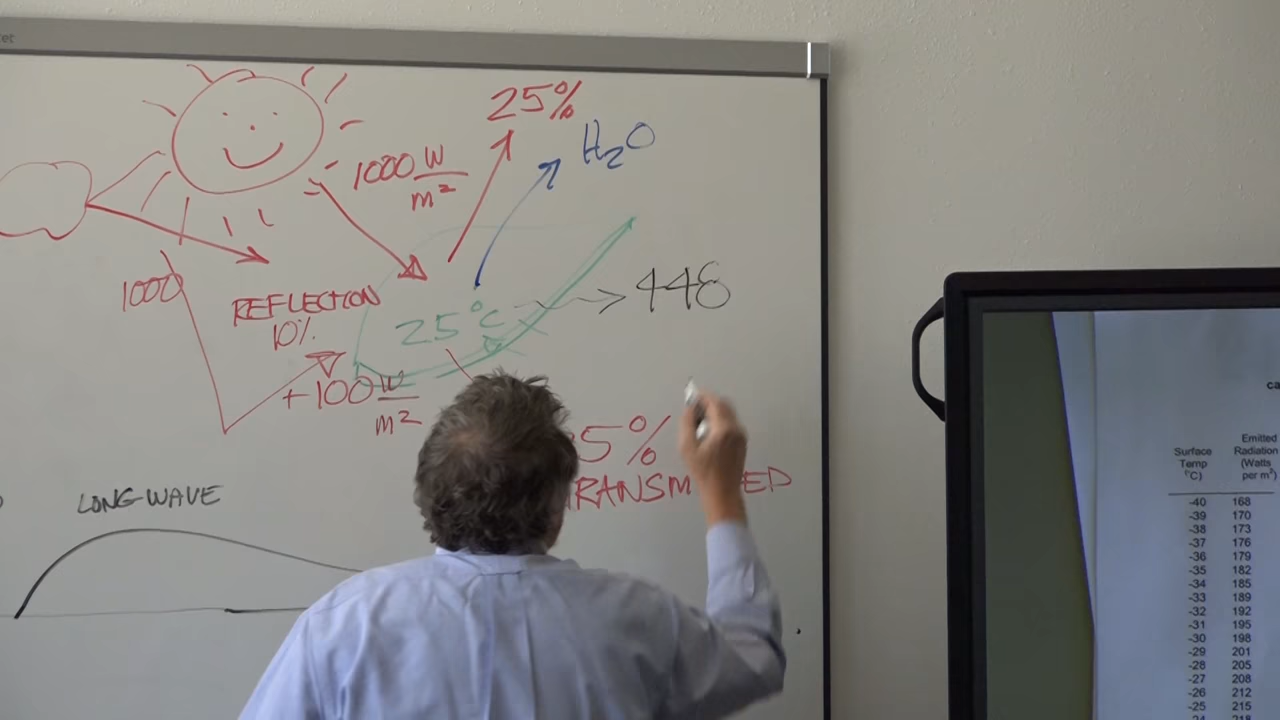 25%
H2O
1000 W/m²
1000
REFLECTION
10%
25°C
448
+100 W/m²
5%
LONG-WAVE
Surface
Temp
(°C)
Emitted
Radiation
(Watts
per m²)
-40 168
-39 170
-38 173
-37 176
-36 179
-35 182
-34 185
-33 189
-32 192
-31 195
-30 198
-29 201
-28 205
-27 208
-26 212
-25 215